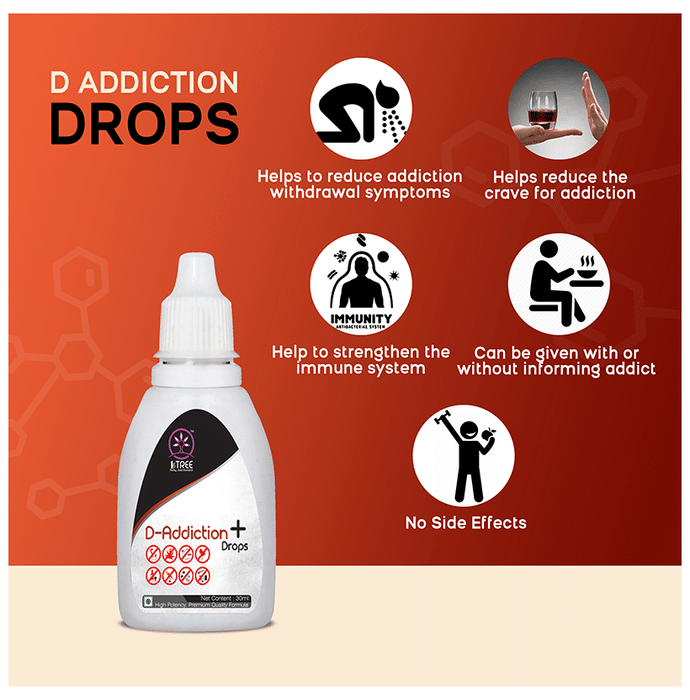 D ADDICTION
DROPS
Helps to reduce addiction
withdrawal symptoms
Helps reduce the
crave for addiction
IMMUNITY
ANTIBACTERIAL SYSTEM
Help to strengthen the
immune system
Can be given with or
without informing addict
No Side Effects
TREE
D-Addiction+
Drops
Net Content : 30ml
High Potency, Premium Quality Formula